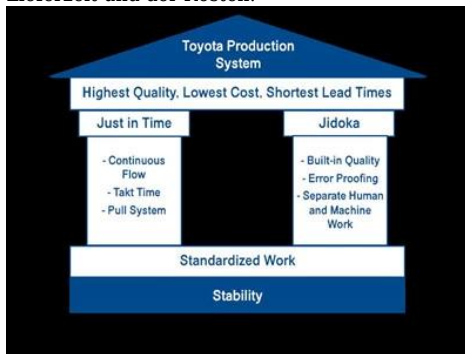 Toyota Production
System
Highest Quality, Lowest Cost, Shortest Lead Times
Just in Time
Jidoka
- Continuous
Flow
- Takt Time
- Pull System
- Built-in Quality
- Error Proofing
- Separate Human
and Machine
Work
Standardized Work
Stability